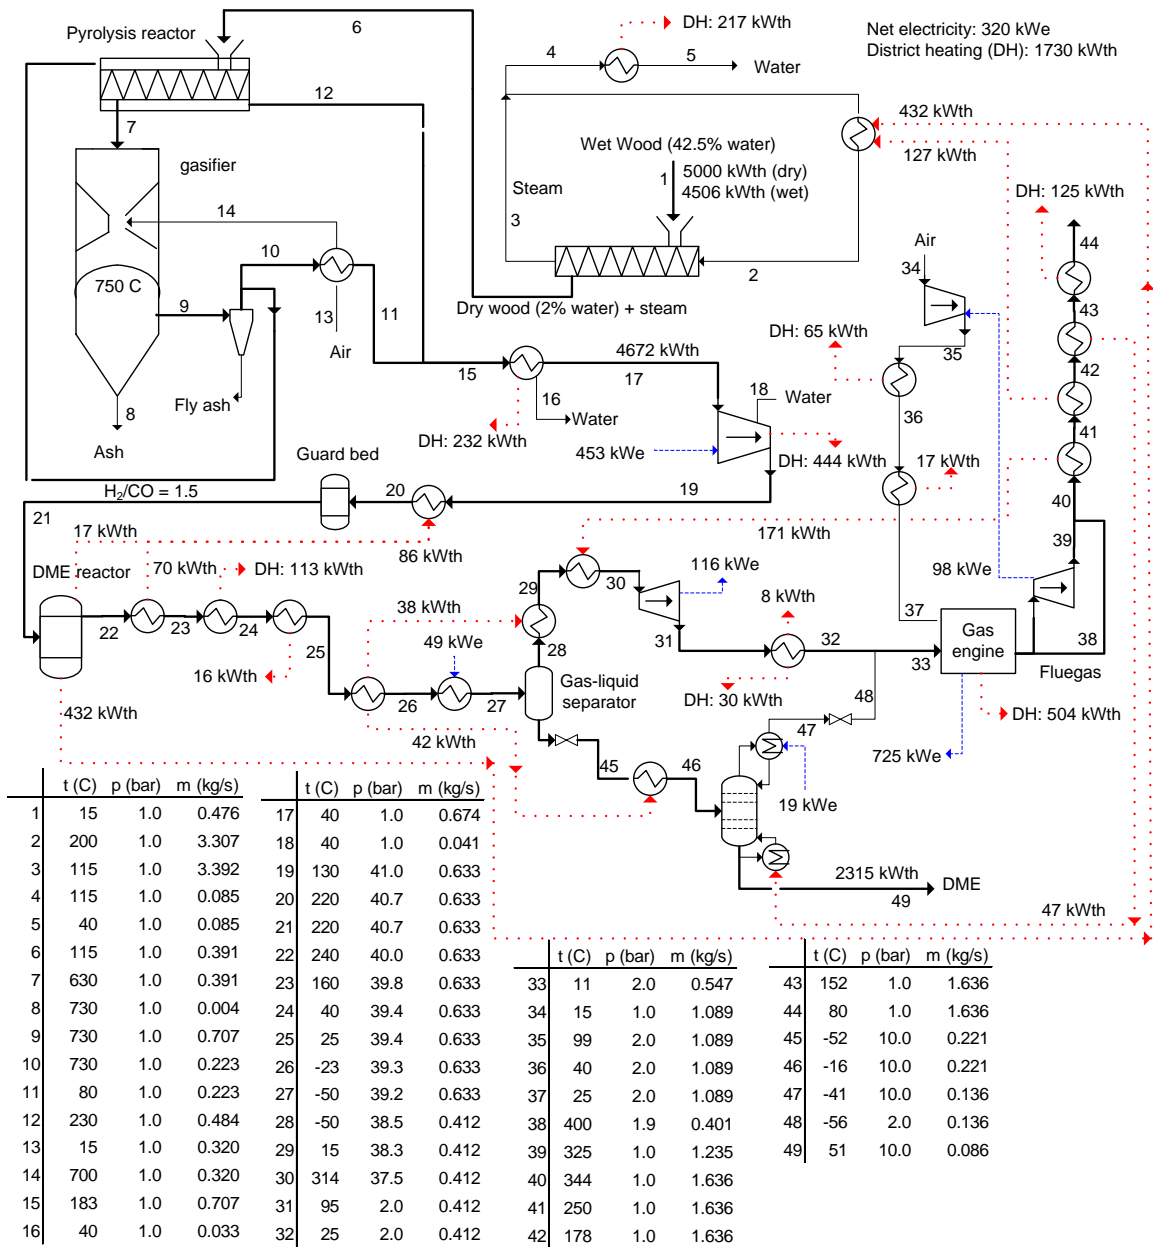 6
DH: 217 kWth
Net electricity: 320 kWe
District heating (DH): 1730 kWth
Pyrolysis reactor
4
5
Water
12
7
432 kWth
127 kWth
Wet Wood (42.5% water)
1
5000 kWth (dry)
4506 kWth (wet)
gasifier
Steam
3
DH: 125 kWth
14
Air
34
44
10
2
750 C
9
Dry wood (2% water) + steam
13
Air
11
DH: 65 kWth
35
43
42
15
4672 kWth
17
18
Water
36
8
Fly ash
16
Water
41
Ash
DH: 232 kWth
453 kWe
DH: 444 kWth
17 kWth
Guard bed
H2/CO = 1.5
20
19
40
21
17 kWth
86 kWth
171 kWth
39
DME reactor
70 kWth
DH: 113 kWth
29
30
116 kWe
98 kWe
38 kWth
8 kWth
37
22
23
24
25
49 kWe
28
31
32
33
Gas
engine
38
Fluegas
16 kWth
26
27
Gas-liquid
separator
DH: 30 kWth
48
DH: 504 kWth
432 kWth
42 kWth
47
725 kWe
45
46
19 kWe
2315 kWth
49
DME
47 kWth
t (C) p (bar) m (kg/s)
1 15 1.0 0.476
2 200 1.0 3.307
3 115 1.0 3.392
4 115 1.0 0.085
5 40 1.0 0.085
6 115 1.0 0.391
7 630 1.0 0.391
8 730 1.0 0.004
9 730 1.0 0.707
10 730 1.0 0.223
11 80 1.0 0.223
12 230 1.0 0.484
13 15 1.0 0.320
14 700 1.0 0.320
15 183 1.0 0.707
16 40 1.0 0.033
t (C) p (bar) m (kg/s)
17 40 1.0 0.674
18 40 1.0 0.041
19 130 41.0 0.633
20 220 40.7 0.633
21 220 40.7 0.633
22 240 40.0 0.633
23 160 39.8 0.633
24 40 39.4 0.633
25 25 39.4 0.633
26 -23 39.3 0.633
27 -50 39.2 0.633
28 -50 38.5 0.412
29 15 38.3 0.412
30 314 37.5 0.412
31 95 2.0 0.412
32 25 2.0 0.412
t (C) p (bar) m (kg/s)
33 11 2.0 0.547
34 15 1.0 1.089
35 99 2.0 1.089
36 40 2.0 1.089
37 25 2.0 1.089
38 400 1.9 0.401
39 325 1.0 1.235
40 344 1.0 1.636
41 250 1.0 1.636
42 178 1.0 1.636
t (C) p (bar) m (kg/s)
43 152 1.0 1.636
44 80 1.0 1.636
45 -52 10.0 0.221
46 -16 10.0 0.221
47 -41 10.0 0.136
48 -56 2.0 0.136
49 51 10.0 0.086